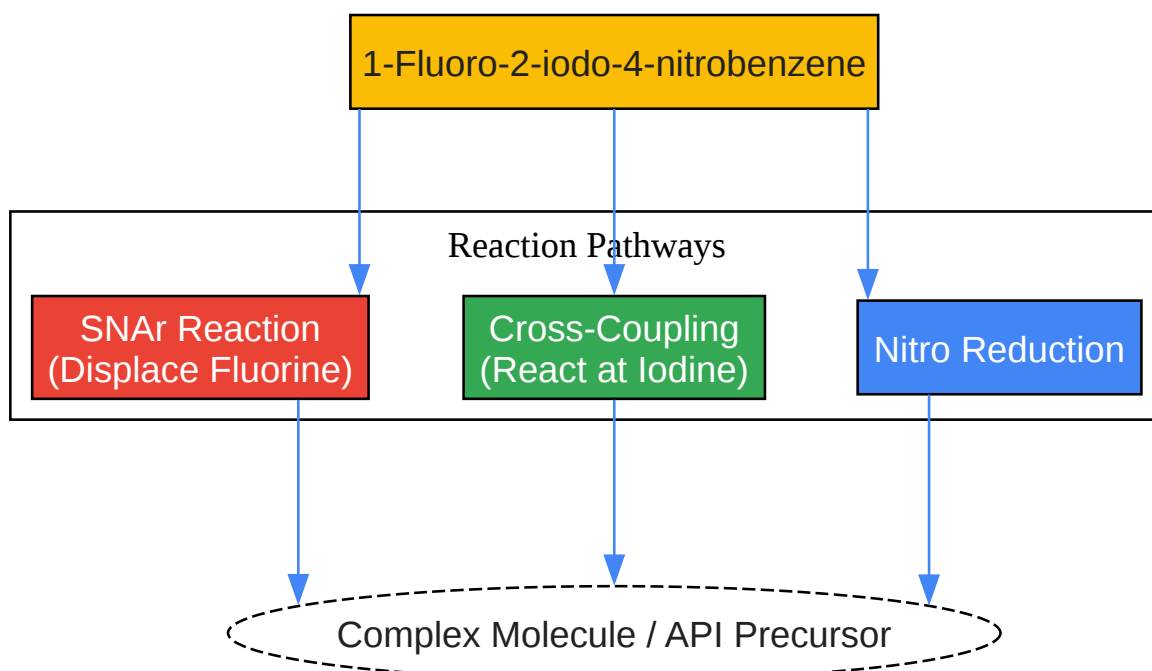 1-Fluoro-2-iodo-4-nitrobenzene
Reaction Pathways
SNAr Reaction
(Displace Fluorine)
Cross-Coupling
(React at Iodine)
Nitro Reduction
Complex Molecule / API Precursor